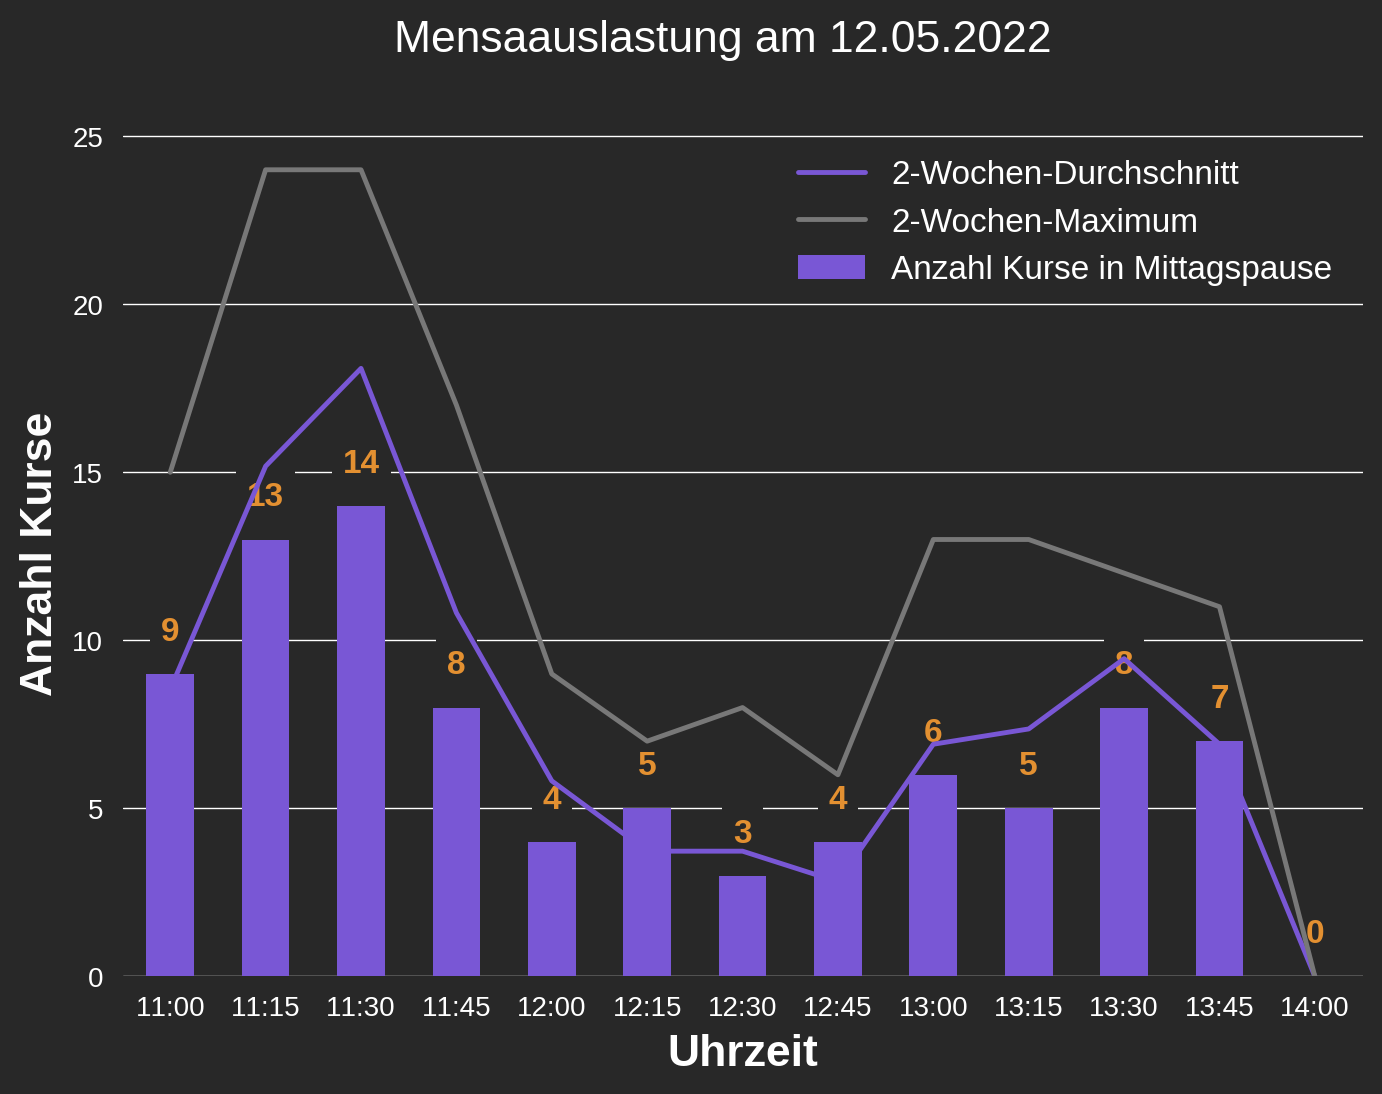 Mensaauslastung am 12.05.2022
25
2-Wochen-Durchschnitt
2-Wochen-Maximum
Anzahl Kurse in Mittagspause
20
15
10
5
0
Anzahl Kurse
9
13
14
8
4
5
3
4
6
5
8
7
0
11:00 11:15 11:30 11:45 12:00 12:15 12:30 12:45 13:00 13:15 13:30 13:45 14:00
Uhrzeit